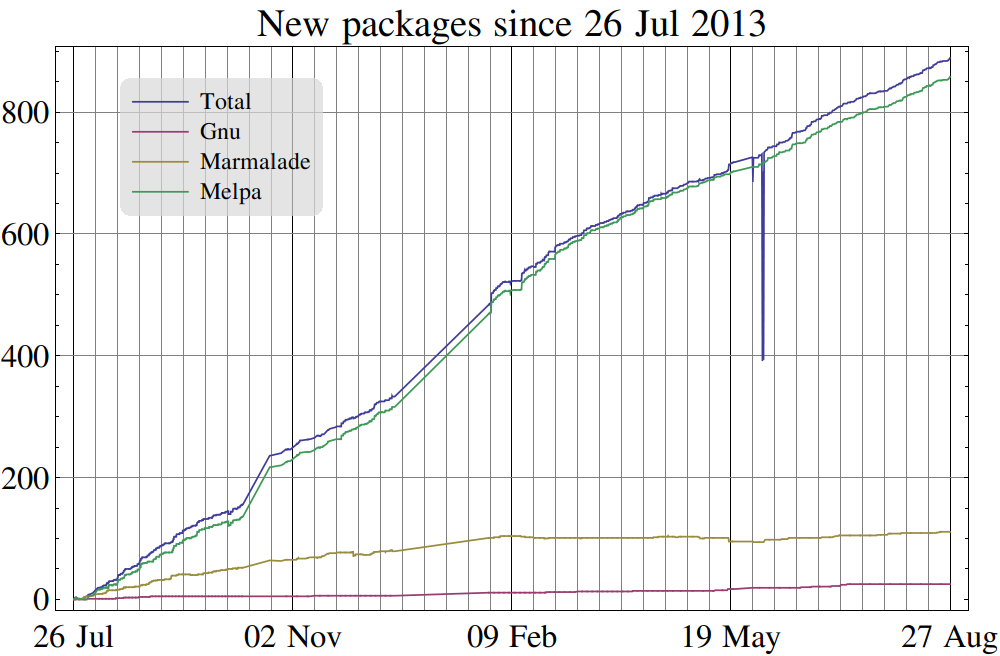 New packages since 26 Jul 2013
Total
Gnu
Marmalade
Melpa
800
600
400
200
0
26 Jul 02 Nov 09 Feb 19 May 27 Aug